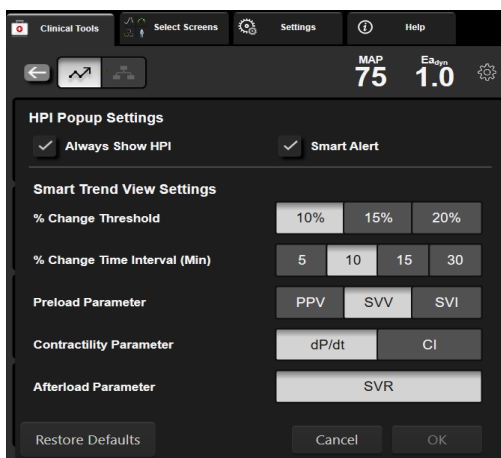 Clinical Tools Select Screens Settings Help
MAP Eadyn
75 1.0
HPI Popup Settings
Always Show HPI Smart Alert
Smart Trend View Settings
% Change Threshold 10% 15% 20%
% Change Time Interval (Min) 5 10 15 30
Preload Parameter PPV SVV SVI
Contractility Parameter dP/dt CI
Afterload Parameter SVR
Restore Defaults Cancel OK